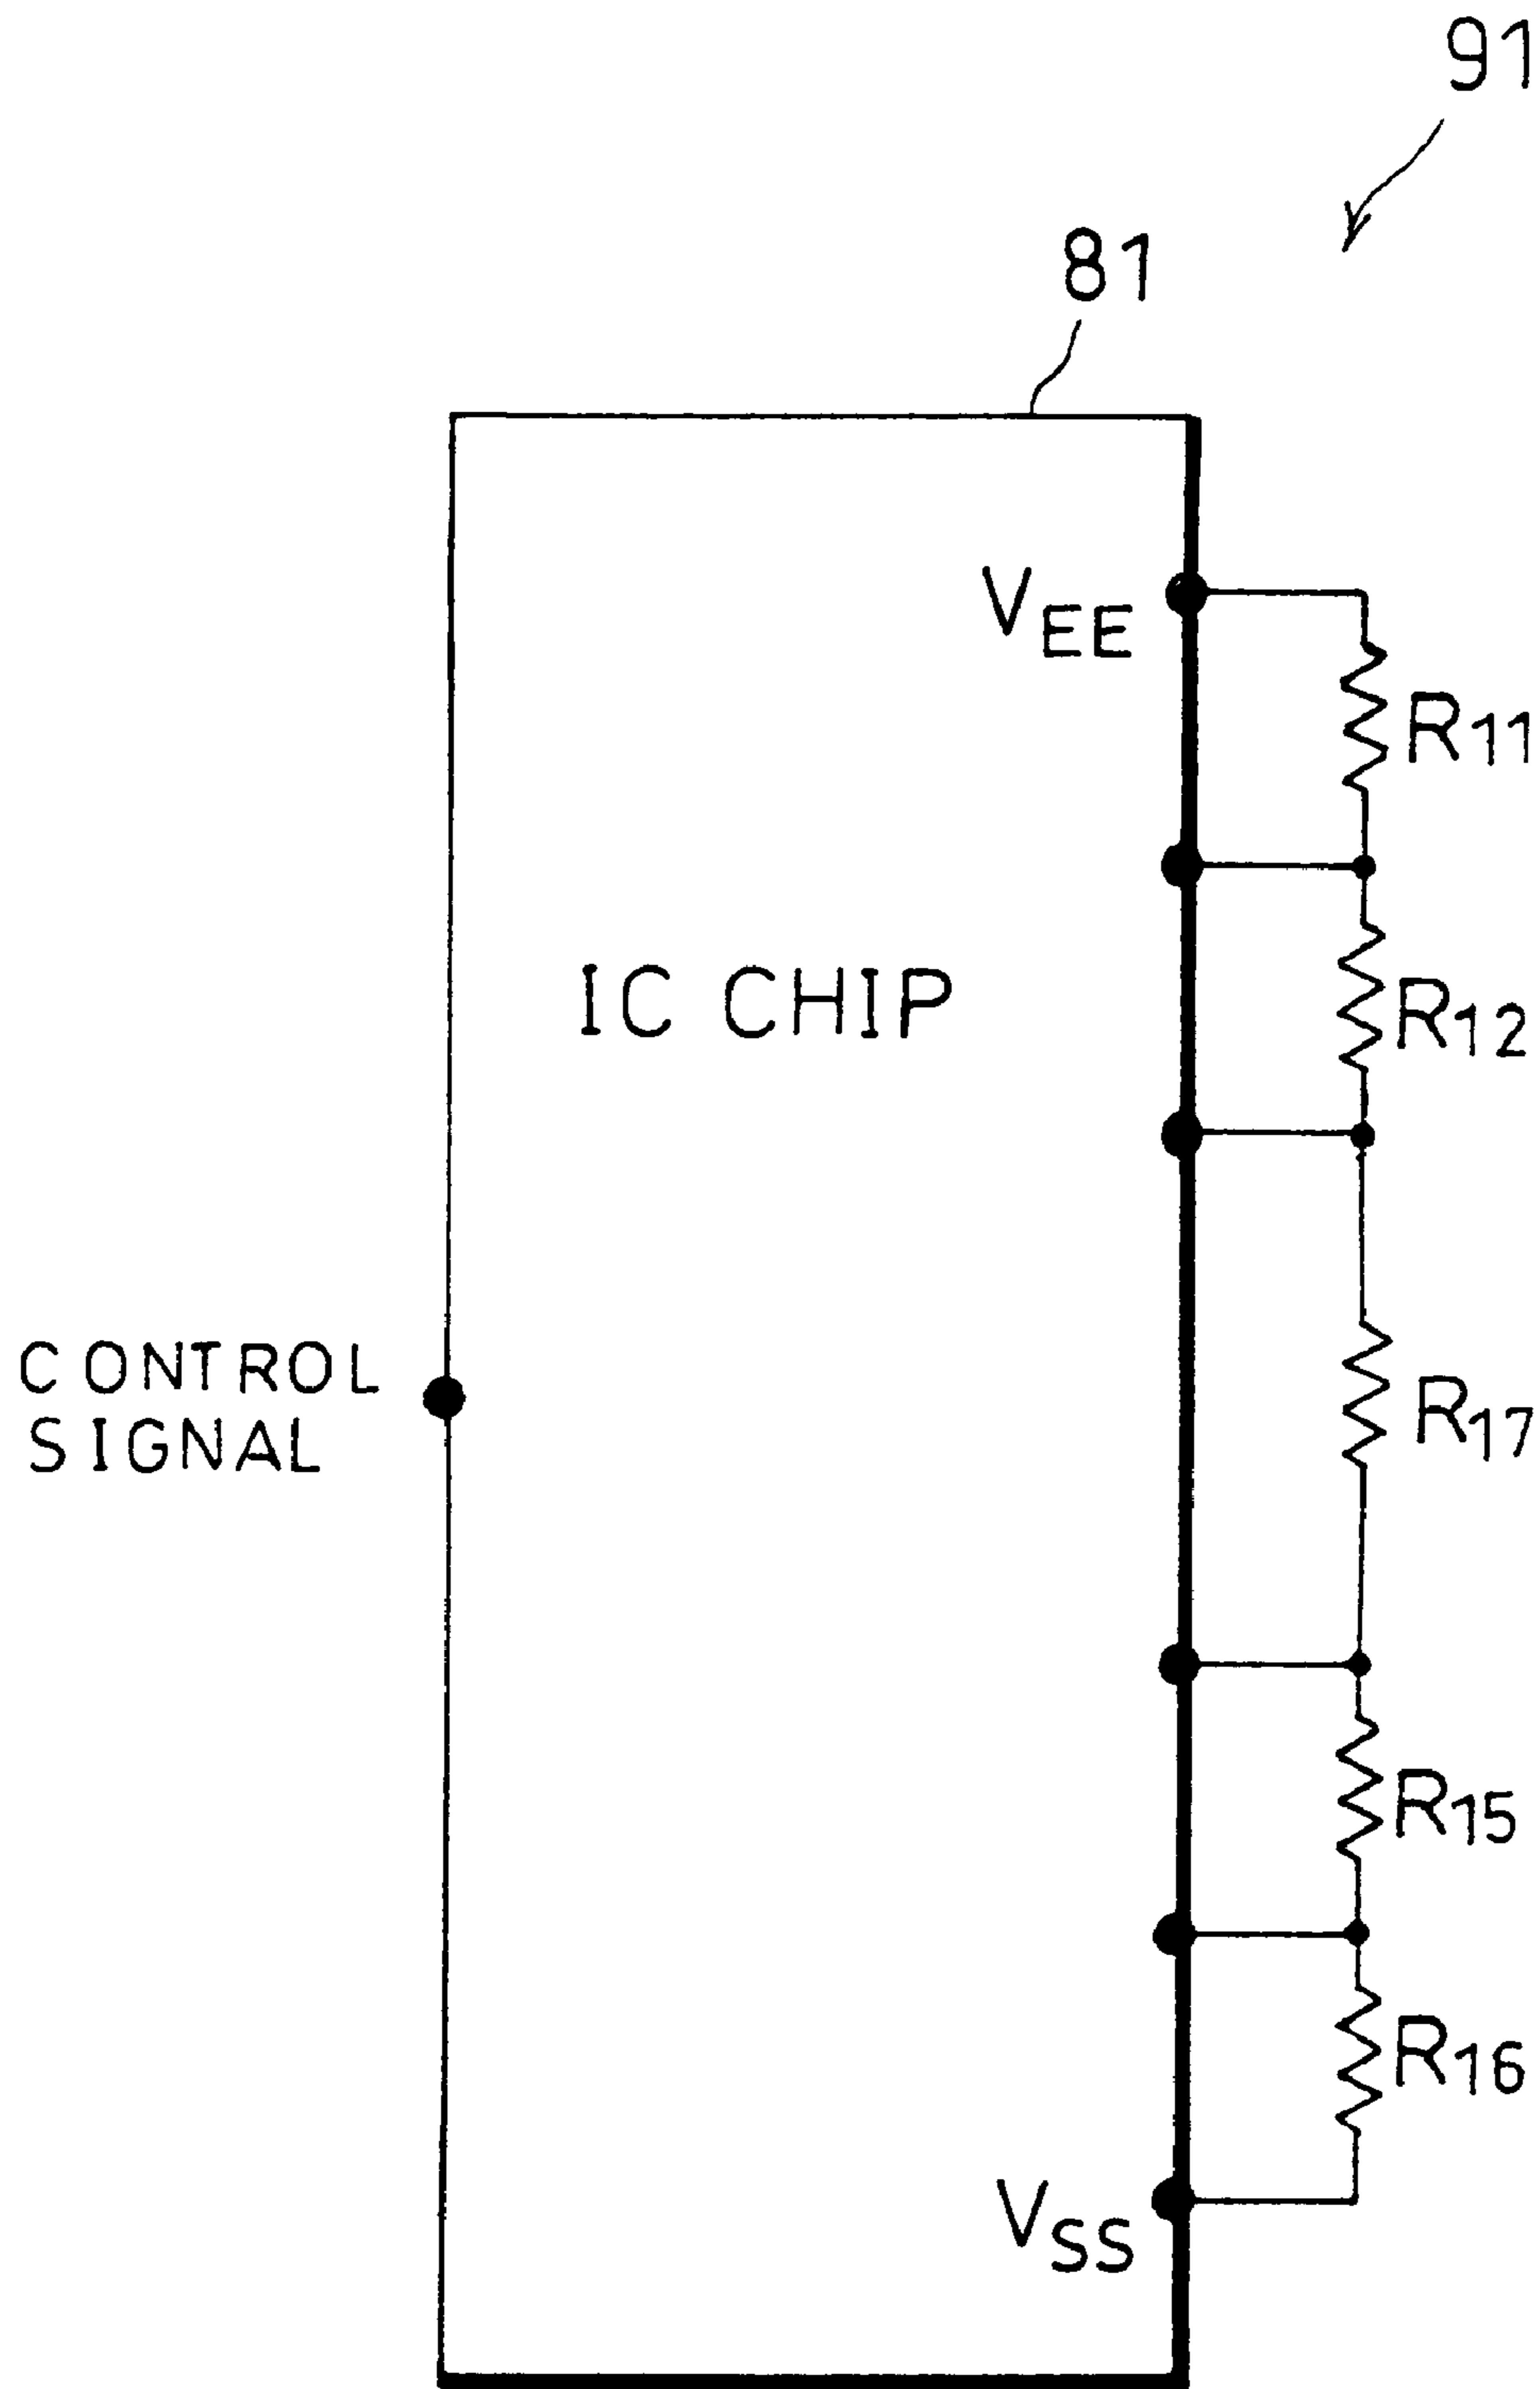 91
81
VEE
R11
IC CHIP
R12
CONTROL
SIGNAL
R17
R15
R16
VSS